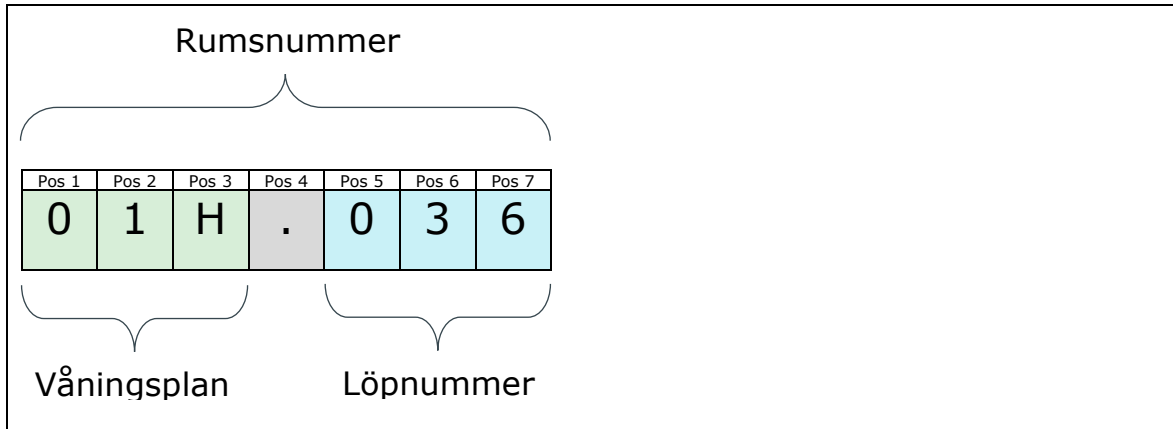 Rumsnummer
Pos 1 Pos 2 Pos 3 Pos 4 Pos 5 Pos 6 Pos 7
0 1 H . 0 3 6
Våningsplan Löpnummer